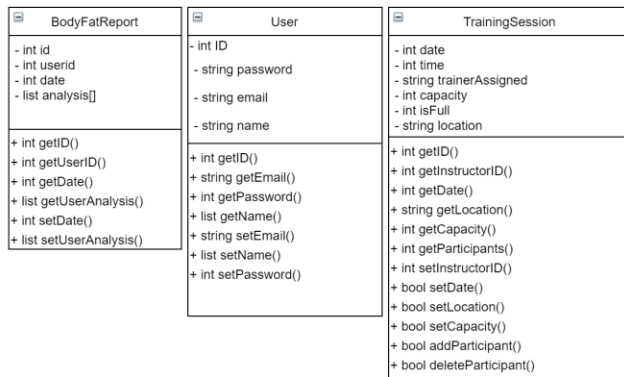 BodyFatReport
- int id
- int userid
- int date
- list analysis[]
+ int getID()
+ int getUserID()
+ int getDate()
+ list getUserAnalysis()
+ int setDate()
+ list setUserAnalysis()
User
- int ID
- string password
- string email
- string name
+ int getID()
+ string getEmail()
+ int getPassword()
+ list getName()
+ string setEmail()
+ list setName()
+ int setPassword()
TrainingSession
- int date
- int time
- string trainerAssigned
- int capacity
- int isFull
- string location
+ int getID()
+ int getInstructorID()
+ int getDate()
+ string getLocation()
+ int getCapacity()
+ int getParticipants()
+ int setInstructorID()
+ bool setDate()
+ bool setLocation()
+ bool setCapacity()
+ bool addParticipant()
+ bool deleteParticipant()